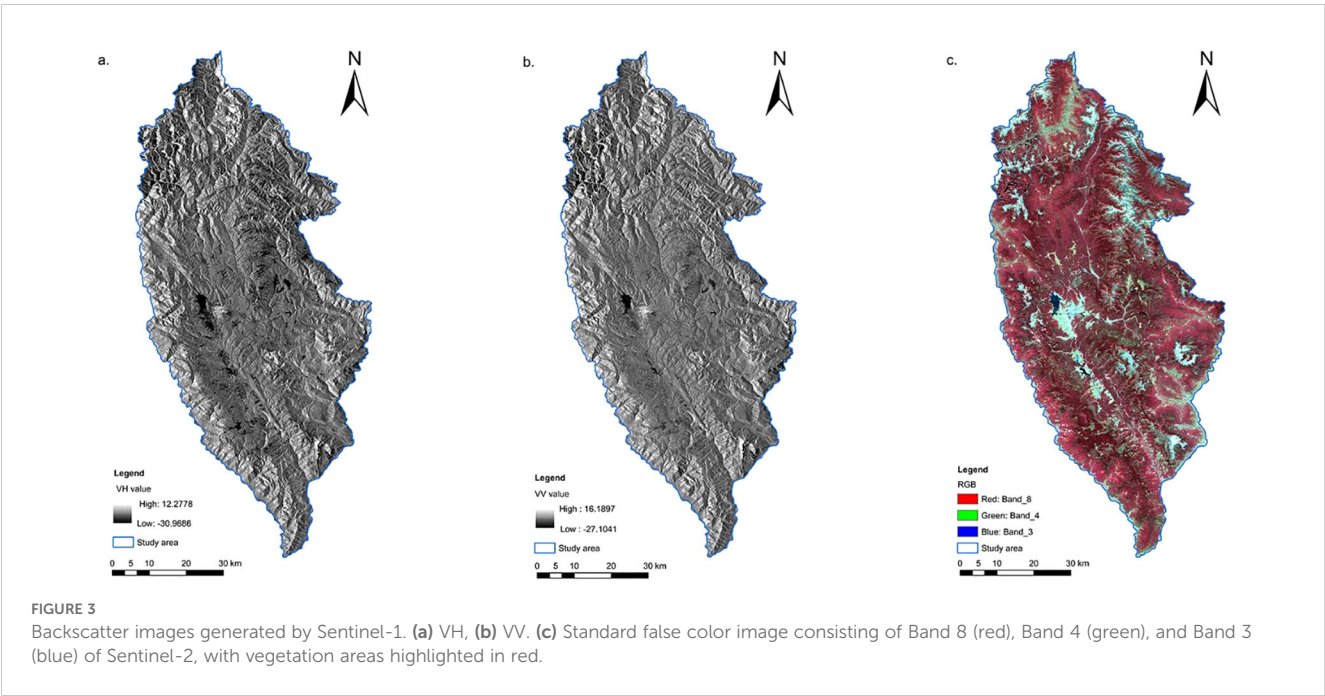 a.
N
Legend
VH value
High: 12.2778
Low: -30.9686
Study area
0 5 10 20 30 km
b.
N
Legend
VV value
High : 16.1897
Low : -27.1041
Study area
0 5 10 20 30 km
c.
N
Legend
RGB
Red: Band_8
Green: Band_4
Blue: Band_3
Study area
0 5 10 20 30 km
FIGURE 3
Backscatter images generated by Sentinel-1. (a) VH, (b) VV. (c) Standard false color image consisting of Band 8 (red), Band 4 (green), and Band 3
(blue) of Sentinel-2, with vegetation areas highlighted in red.